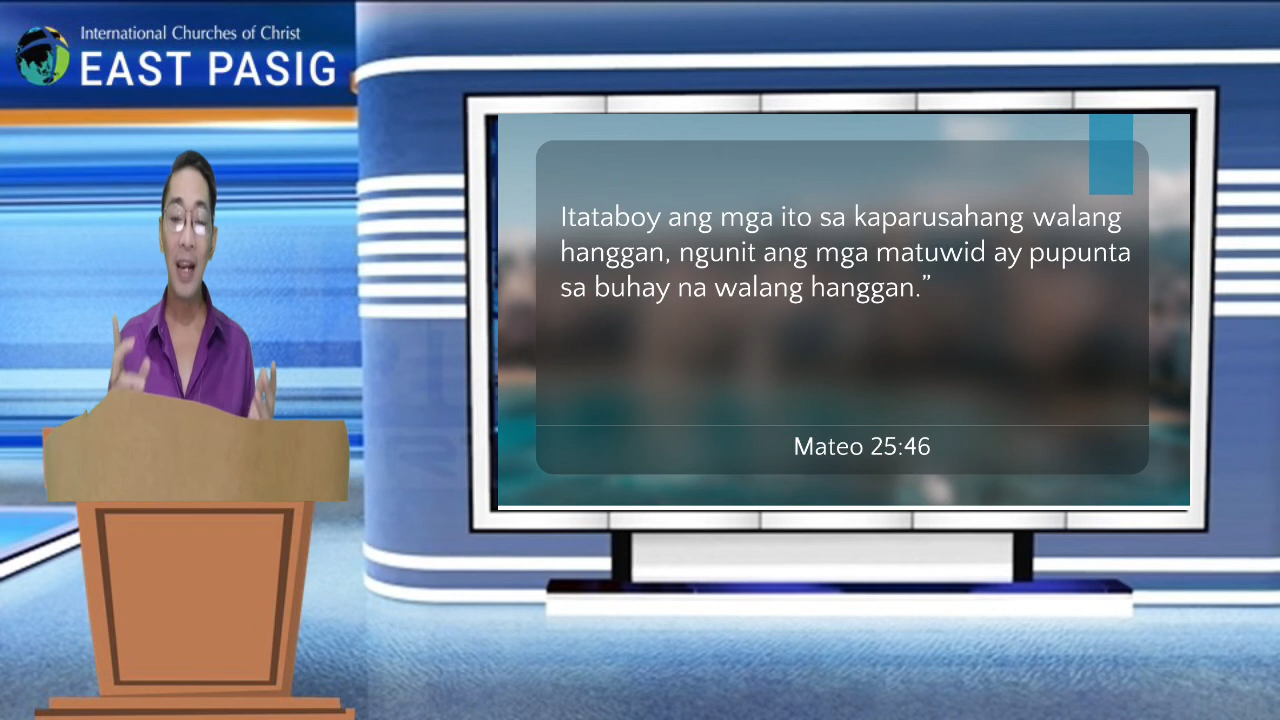 International Churches of Christ
EAST PASIG
Itataboy ang mga ito sa kaparusahang walang
hanggan, ngunit ang mga matuwid ay pupunta
sa buhay na walang hanggan.”
Mateo 25:46